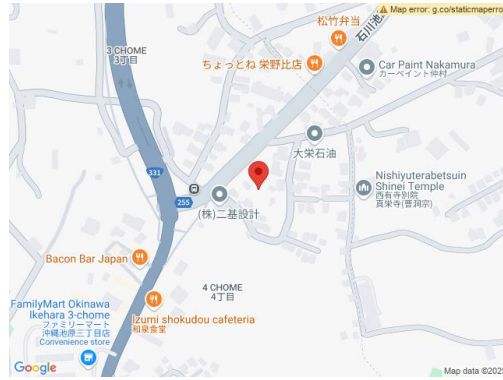 松竹弁当
Map error: g.co/staticmaperro
石川池
3 CHOME
3丁目
ちょっとね 栄野比店
Car Paint Nakamura
カーペイント仲村
大栄石油
331
Nishiyuterabetsuin
Shinei Temple
西有寺別院
真栄寺(曹洞宗)
255
(株)二基設計
Bacon Bar Japan
4 CHOME
4丁目
FamilyMart Okinawa
Ikehara 3-chome
ファミリーマート
沖縄池原三丁目店
Convenience store
Izumi shokudou cafeteria
和泉食堂
Google
Map data ©2025